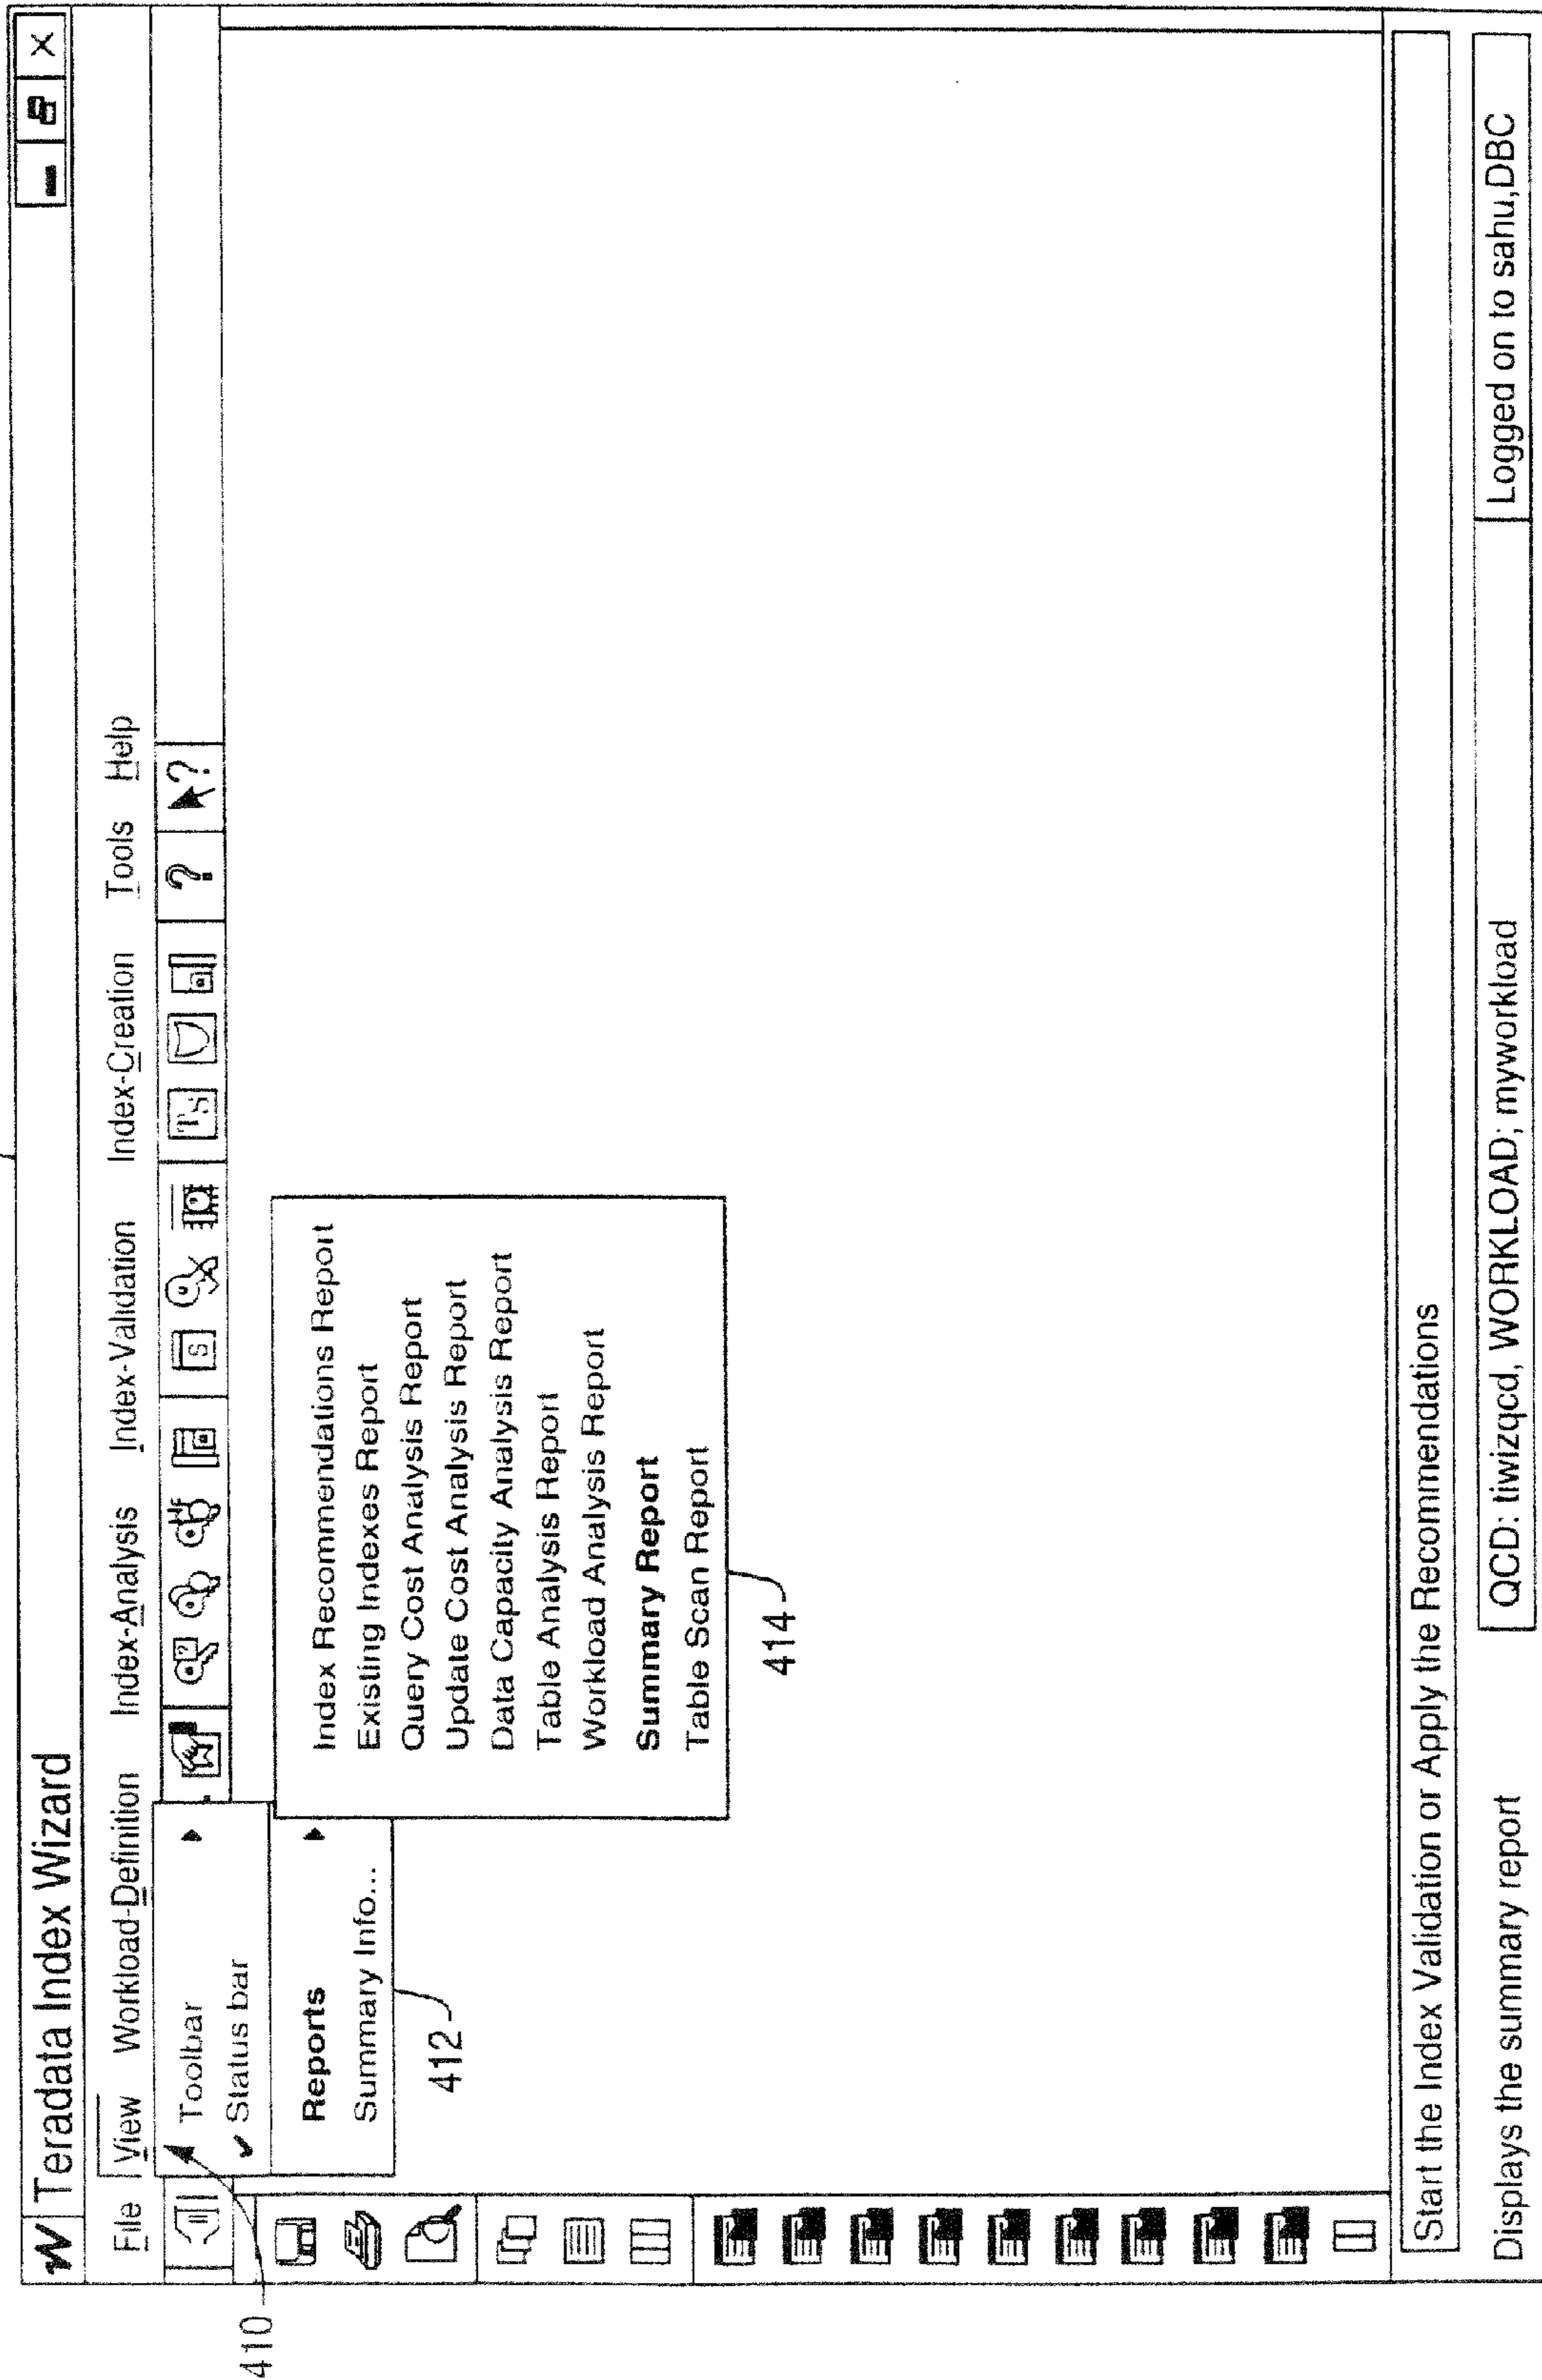 W Teradata Index Wizard
File View Workload-Definition Index-Analysis Index-Validation Index-Creation Tools Help
? ?
Toolbar
✔ Status bar
Reports
Summary Info...
Index Recommendations Report
Existing Indexes Report
Query Cost Analysis Report
Update Cost Analysis Report
Data Capacity Analysis Report
Table Analysis Report
Workload Analysis Report
Summary Report
Table Scan Report
410
412
414
Start the Index Validation or Apply the Recommendations
Displays the summary report
QCD: tiwizqcd, WORKLOAD; myworkload
Logged on to sahu,DBC